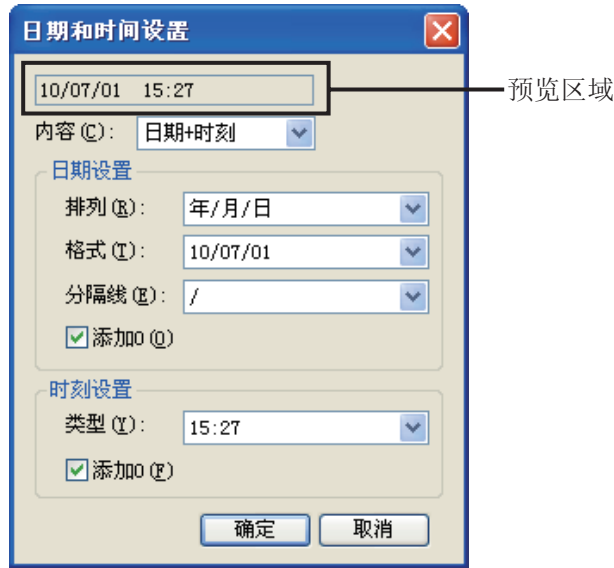 日期和时间设置
10/07/01 15:27
预览区域
内容(C): 日期+时刻
日期设置
排列(R): 年/月/日
格式(T): 10/07/01
分隔线(E): /
添加0(O)
时刻设置
类型(Y): 15:27
添加0(F)
确定 取消